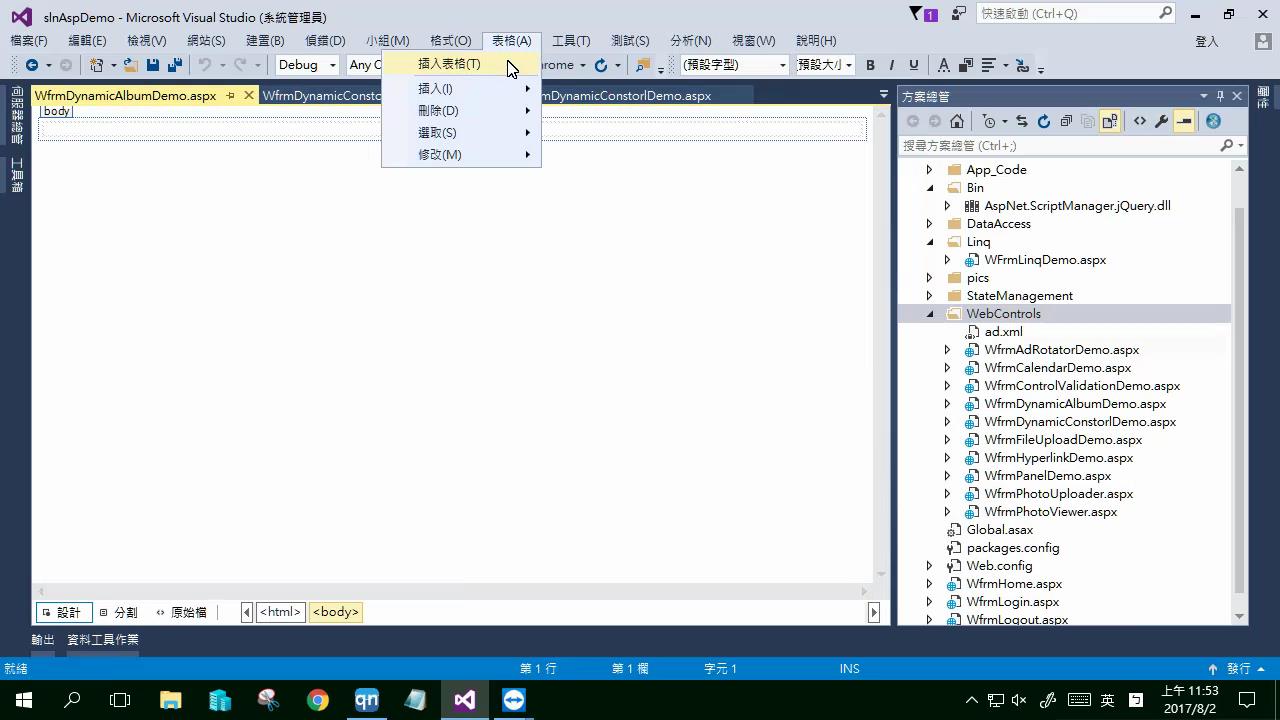 slnAspDemo - Microsoft Visual Studio (系統管理員)
1
快速啟動 (Ctrl+Q)
檔案(F) 編輯(E) 檢視(V) 網站(S) 建置(B) 偵錯(D) 小組(M) 格式(O) 表格(A) 工具(T) 測試(S) 分析(N) 視窗(W) 說明(H)
登入
Debug Any C rome (預設字型) 預設大小 B I U A
插入表格(T)
插入(I)
刪除(D)
選取(S)
修改(M)
伺服器總管
工具箱
WfrmDynamicAlbumDemo.aspx WfrmDynamicConsto mDynamicConstorlDemo.aspx
body
方案總管
搜尋方案總管 (Ctrl+;)
App_Code
Bin
AspNet.ScriptManager.jQuery.dll
DataAccess
Linq
WFrmLinqDemo.aspx
pics
StateManagement
WebControls
ad.xml
WfrmAdRotatorDemo.aspx
WfrmCalendarDemo.aspx
WfrmControlValidationDemo.aspx
WfrmDynamicAlbumDemo.aspx
WfrmDynamicConstorlDemo.aspx
WfrmFileUploadDemo.aspx
WfrmHyperlinkDemo.aspx
WfrmPanelDemo.aspx
WfrmPhotoUploader.aspx
WfrmPhotoViewer.aspx
Global.asax
packages.config
Web.config
WfrmHome.aspx
WfrmLogin.aspx
WfrmLogout.aspx
設計 分割 原始檔 <html> <body>
輸出 資料工具作業
就緒 第 1 行 第 1 欄 字元 1 INS 發行
qn
英
上午 11:53
2017/8/2